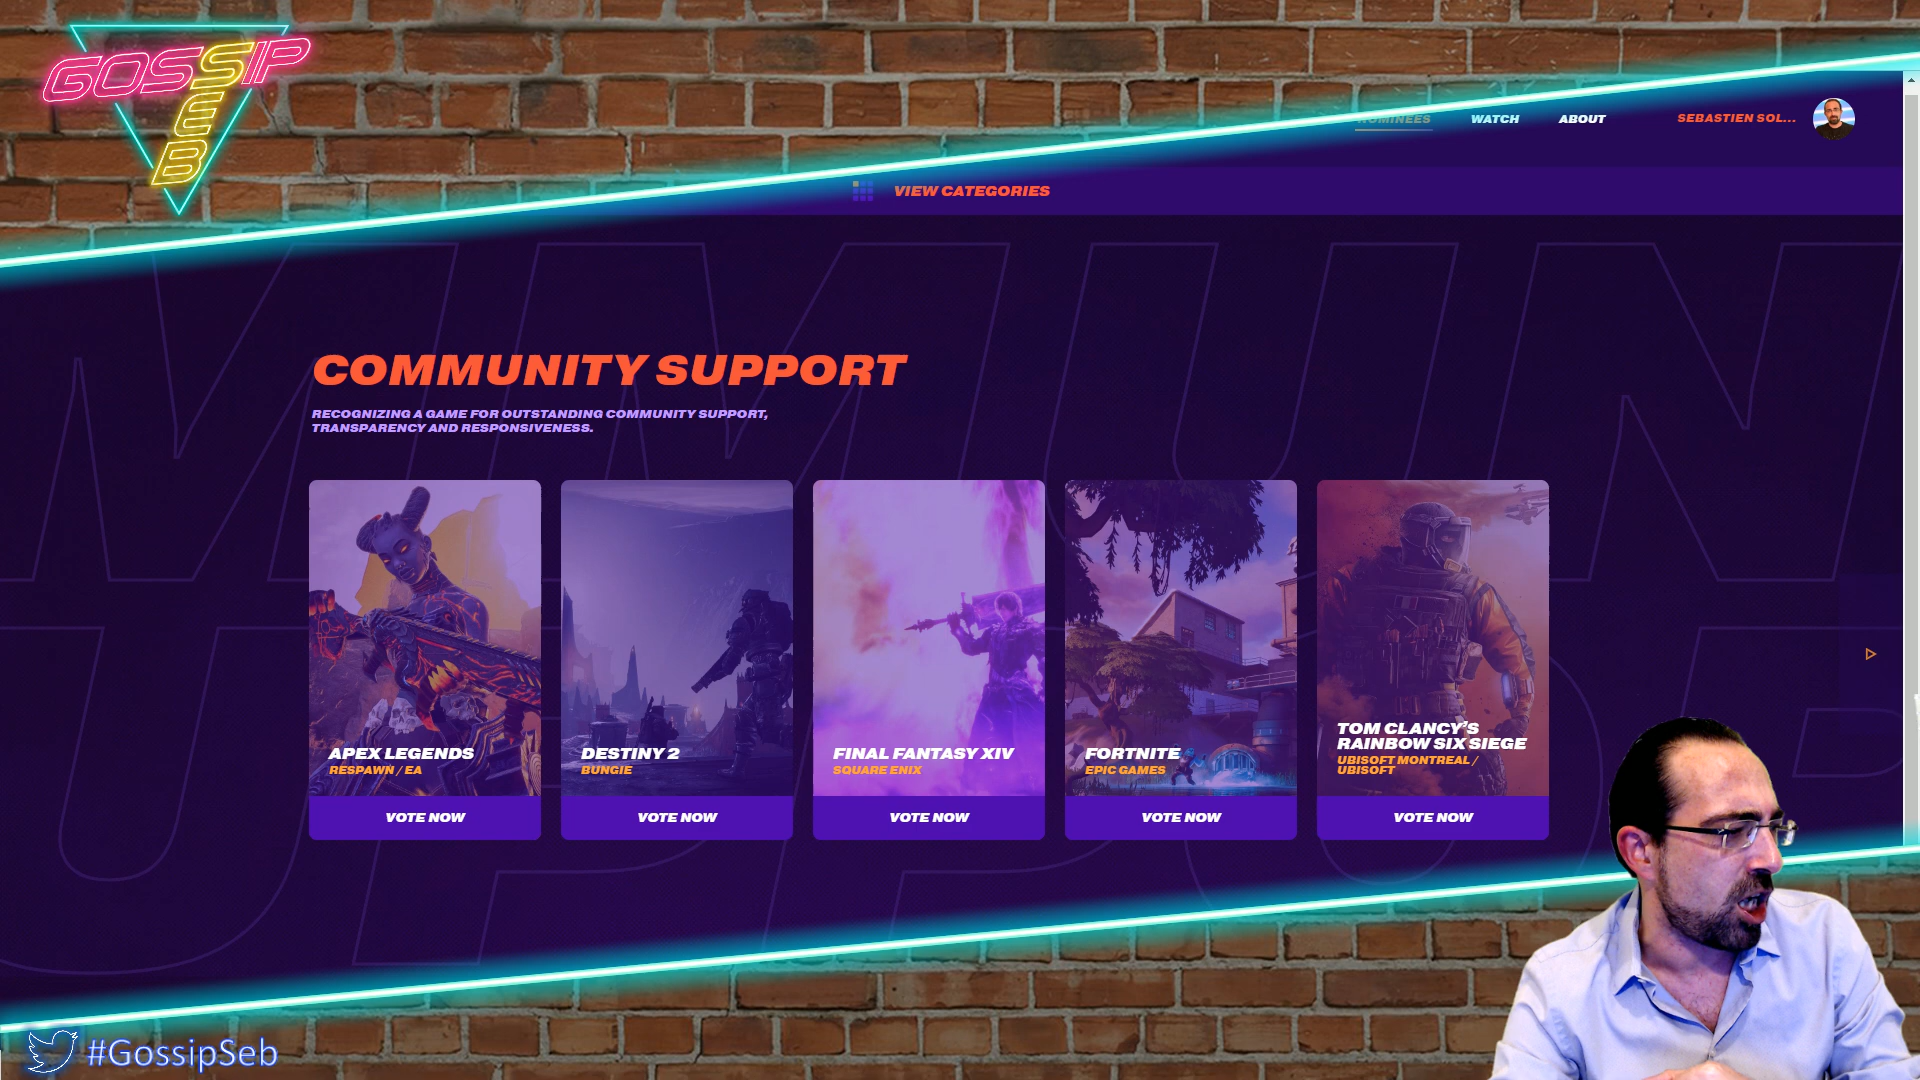 GOSSIP
SEB
NOMINEES
WATCH
ABOUT
SEBASTIEN SOL...
VIEW CATEGORIES
COMMUNITY SUPPORT
RECOGNIZING A GAME FOR OUTSTANDING COMMUNITY SUPPORT,
TRANSPARENCY AND RESPONSIVENESS.
APEX LEGENDS
RESPAWN / EA
VOTE NOW
DESTINY 2
BUNGIE
VOTE NOW
FINAL FANTASY XIV
SQUARE ENIX
VOTE NOW
FORTNITE
EPIC GAMES
VOTE NOW
TOM CLANCY'S
RAINBOW SIX SIEGE
UBISOFT MONTREAL /
UBISOFT
VOTE NOW
#GossipSeb